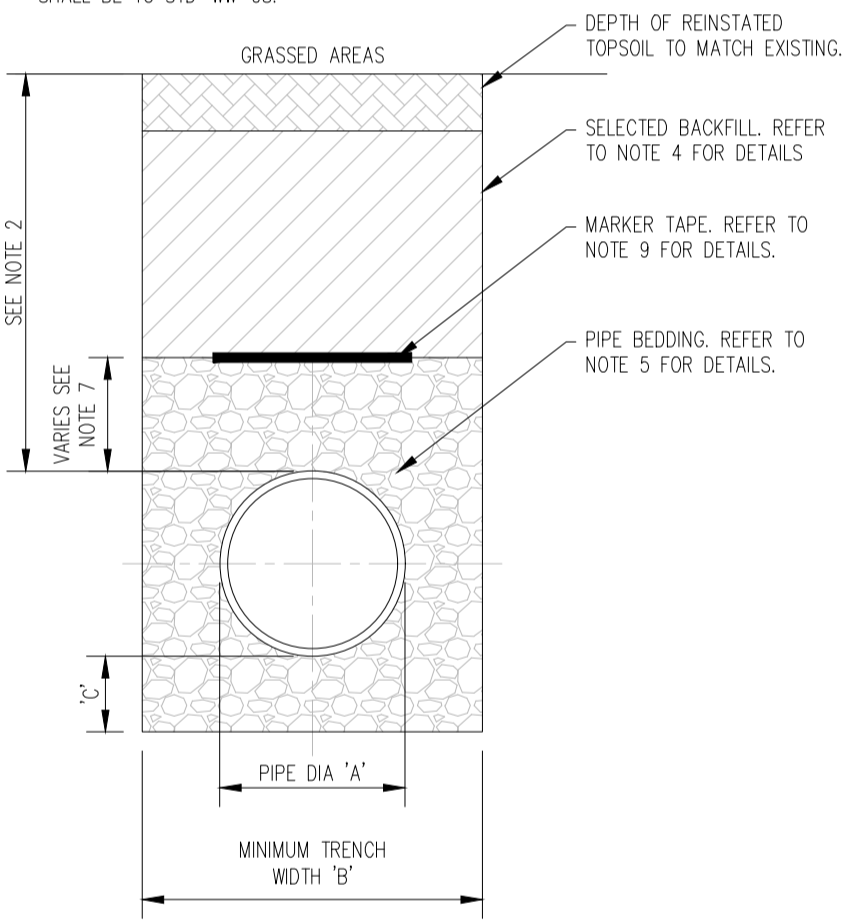 GRASSED AREAS
DEPTH OF REINSTATED
TOPSOIL TO MATCH EXISTING.
SELECTED BACKFILL. REFER
TO NOTE 4 FOR DETAILS
MARKER TAPE. REFER TO
NOTE 9 FOR DETAILS.
PIPE BEDDING. REFER TO
NOTE 5 FOR DETAILS.
SEE NOTE 2
VARIES SEE
NOTE 7
'C'
PIPE DIA 'A'
MINIMUM TRENCH
WIDTH 'B'